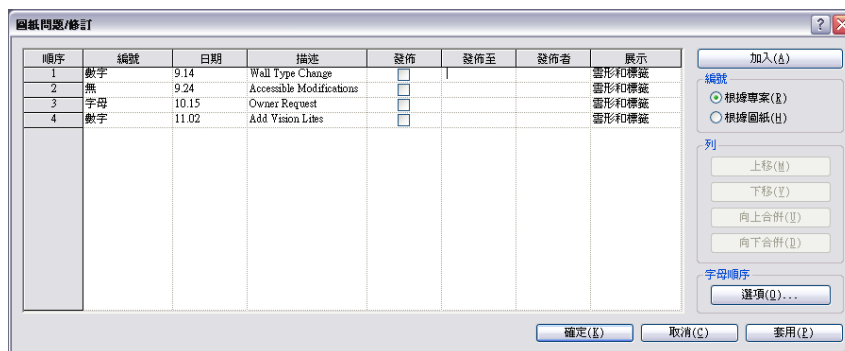 圖紙問題/修訂
順序 編號 日期 描述 發佈 發佈至 發佈者 展示
1 數字 9.14 Wall Type Change 雲形和標籤
2 無 9.24 Accessible Modifications 雲形和標籤
3 字母 10.15 Owner Request 雲形和標籤
4 數字 11.02 Add Vision Lites 雲形和標籤
加入(A)
編號
根據專案(R)
根據圖紙(H)
列
上移(M)
下移(V)
向上合併(U)
向下合併(D)
字母順序
選項(O)...
確定(K) 取消(C) 套用(P)